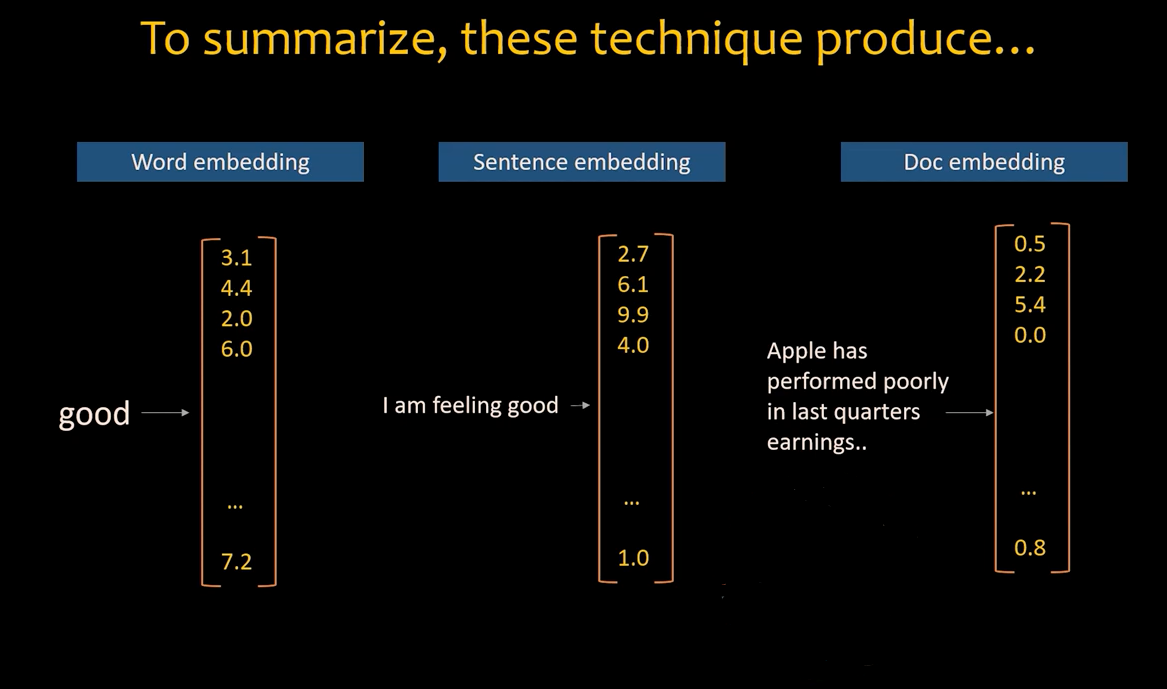 To summarize, these technique produce...
Word embedding
3.1
4.4
2.0
6.0
...
7.2
good
Sentence embedding
2.7
6.1
9.9
4.0
...
1.0
I am feeling good
Doc embedding
0.5
2.2
5.4
0.0
...
0.8
Apple has
performed poorly
in last quarters
earnings..